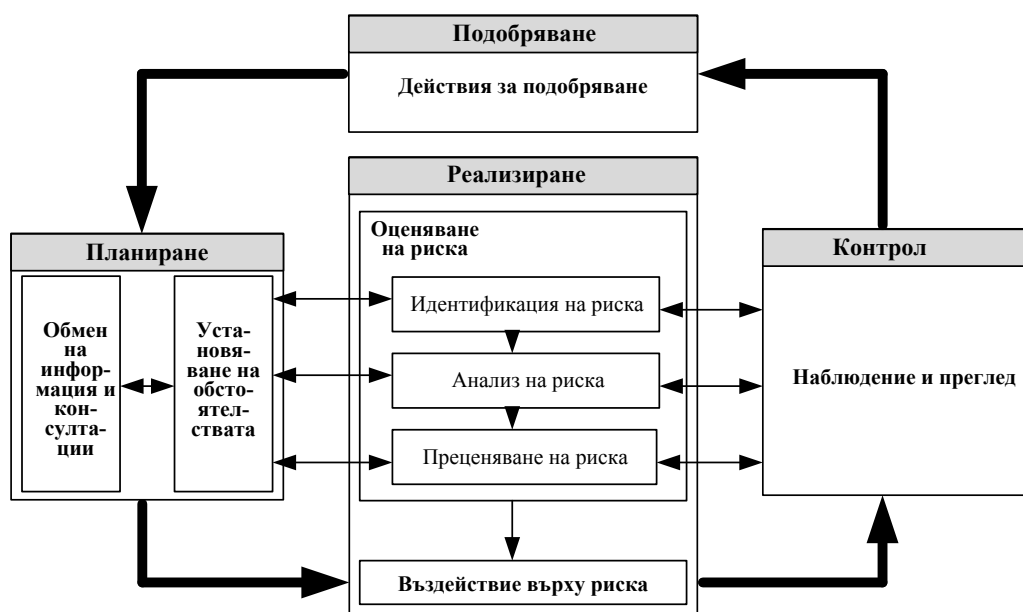 Подобряване
Действия за подобряване
Реализиране
Оценяване
на риска
Идентификация на риска
Анализ на риска
Преценяване на риска
Въздействие върху риска
Планиране
Обмен
на
инфор-
мация и
кон-
султа-
ции
Уста-
новя-
ване на
обсто-
ятел-
ствата
Контрол
Наблюдение и преглед